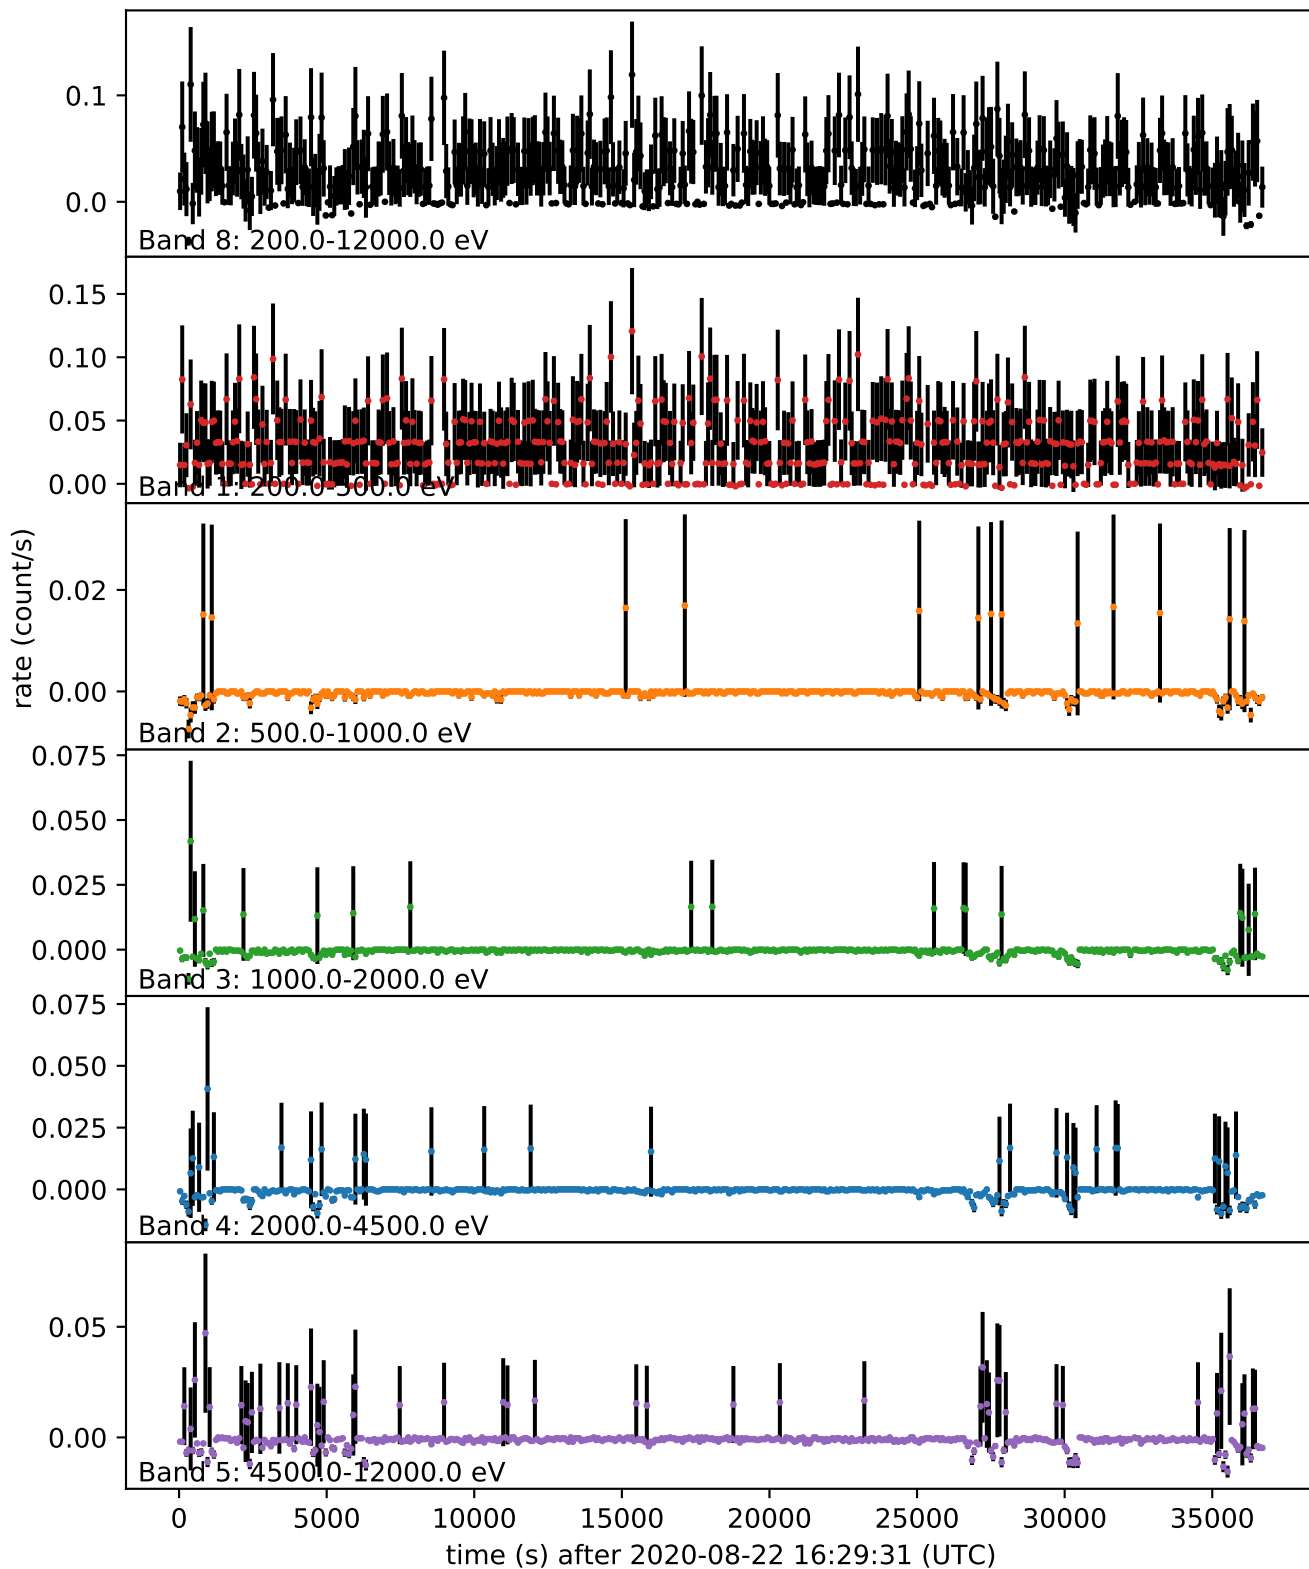 0.1
0.0
Band 8: 200.0-12000.0 eV
0.15
0.10
0.05
0.00
Band 1: 200.0-500.0 eV
rate (count/s)
0.02
0.00
Band 2: 500.0-1000.0 eV
0.075
0.050
0.025
0.000
Band 3: 1000.0-2000.0 eV
0.075
0.050
0.025
0.000
Band 4: 2000.0-4500.0 eV
0.05
0.00
Band 5: 4500.0-12000.0 eV
0 5000 10000 15000 20000 25000 30000 35000
time (s) after 2020-08-22 16:29:31 (UTC)